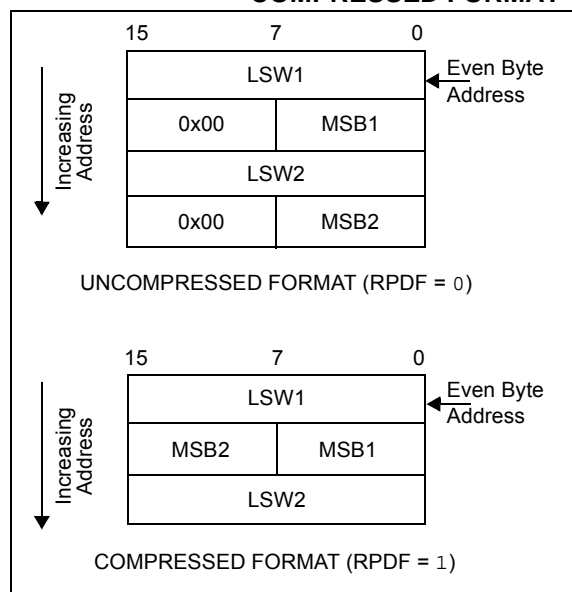 COMPRESSED FORMAT
15 7 0
LSW1
Even Byte
Address
0x00 MSB1
LSW2
0x00 MSB2
Increasing
Address
UNCOMPRESSED FORMAT (RPDF = 0)
15 7 0
LSW1
Even Byte
Address
MSB2 MSB1
LSW2
Increasing
Address
COMPRESSED FORMAT (RPDF = 1)